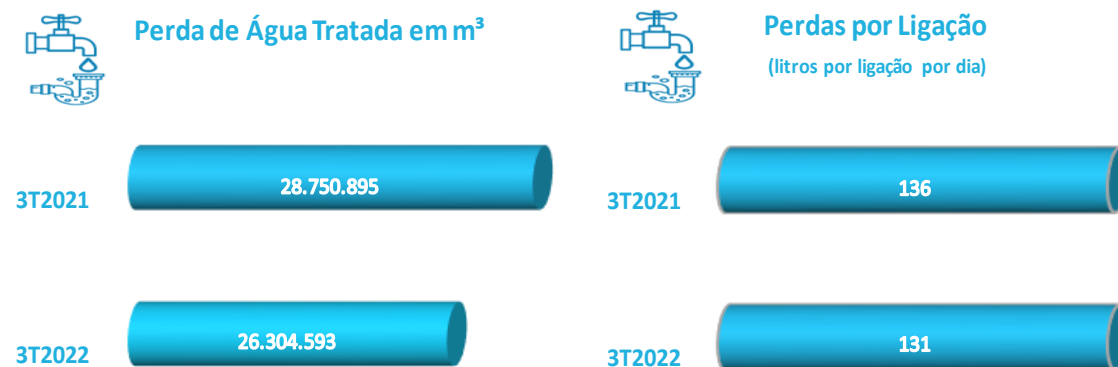 Perda de Água Tratada em m³
3T2021
28.750.895
3T2022
26.304.593
Perdas por Ligação
(litros por ligação por dia)
3T2021
136
3T2022
131